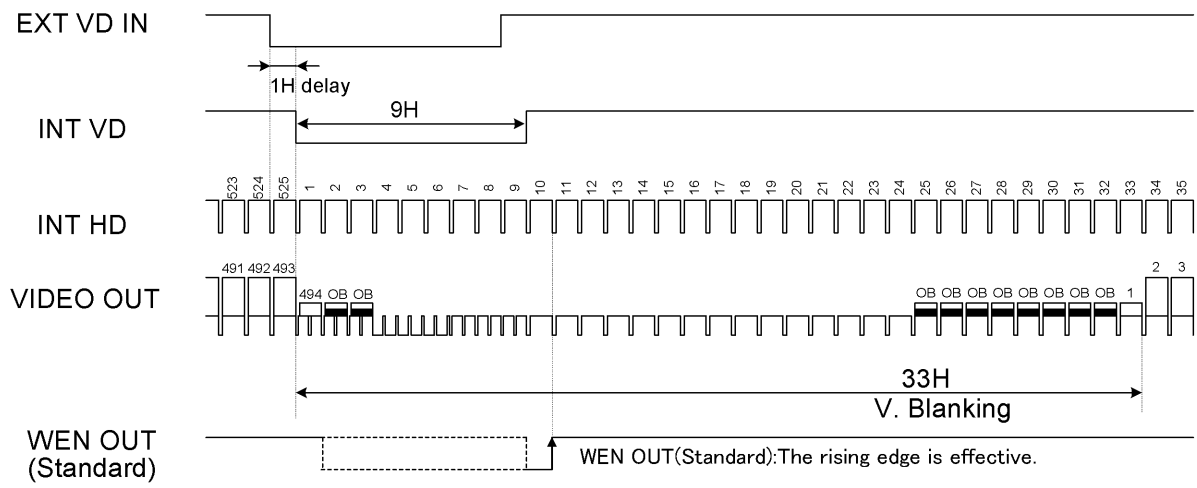 EXT VD IN
1H delay
INT VD
9H
INT HD
523 524 525 1 2 3 4 5 6 7 8 9 10 11 12 13 14 15 16 17 18 19 20 21 22 23 24 25 26 27 28 29 30 31 32 33 34 35
VIDEO OUT
491 492 493 494 OB OB OB OB OB OB OB OB OB OB 1 2 3
33H
V. Blanking
WEN OUT
(Standard)
WEN OUT(Standard):The rising edge is effective.